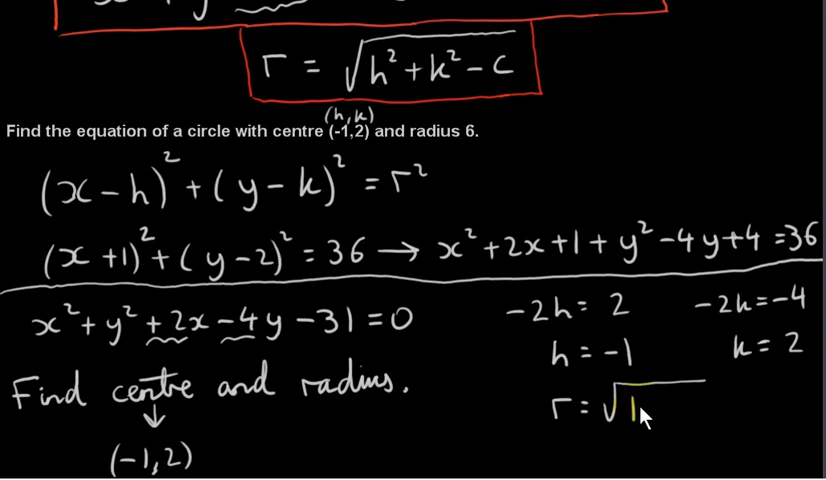 r = √h² + k² - c
(h, k)
Find the equation of a circle with centre (-1,2) and radius 6.
(x - h)² + (y - k)² = r²
(x + 1)² + (y - 2)² = 36 → x² + 2x + 1 + y² - 4y + 4 = 36
x² + y² + 2x - 4y - 31 = 0
-2h = 2
-2k = -4
h = -1
k = 2
Find centre and radius.
↓
r = √1
(-1, 2)